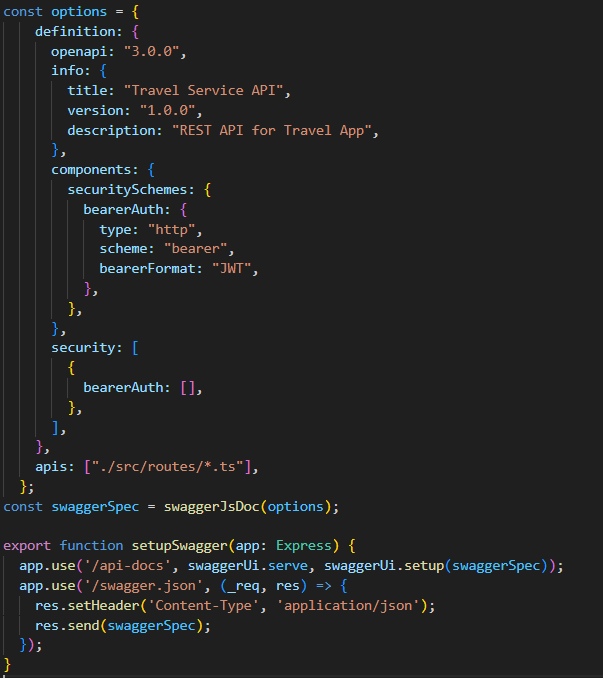 const options = {
    definition: {
      openapi: "3.0.0",
      info: {
        title: "Travel Service API",
        version: "1.0.0",
        description: "REST API for Travel App",
      },
      components: {
        securitySchemes: {
          bearerAuth: {
            type: "http",
            scheme: "bearer",
            bearerFormat: "JWT",
          },
        },
      },
      security: [
        {
          bearerAuth: [],
        },
      ],
    },
    apis: ["./src/routes/*.ts"],
  };
const swaggerSpec = swaggerJsDoc(options);

export function setupSwagger(app: Express) {
  app.use('/api-docs', swaggerUi.serve, swaggerUi.setup(swaggerSpec));
  app.use('/swagger.json', (_req, res) => {
    res.setHeader('Content-Type', 'application/json');
    res.send(swaggerSpec);
  });
}